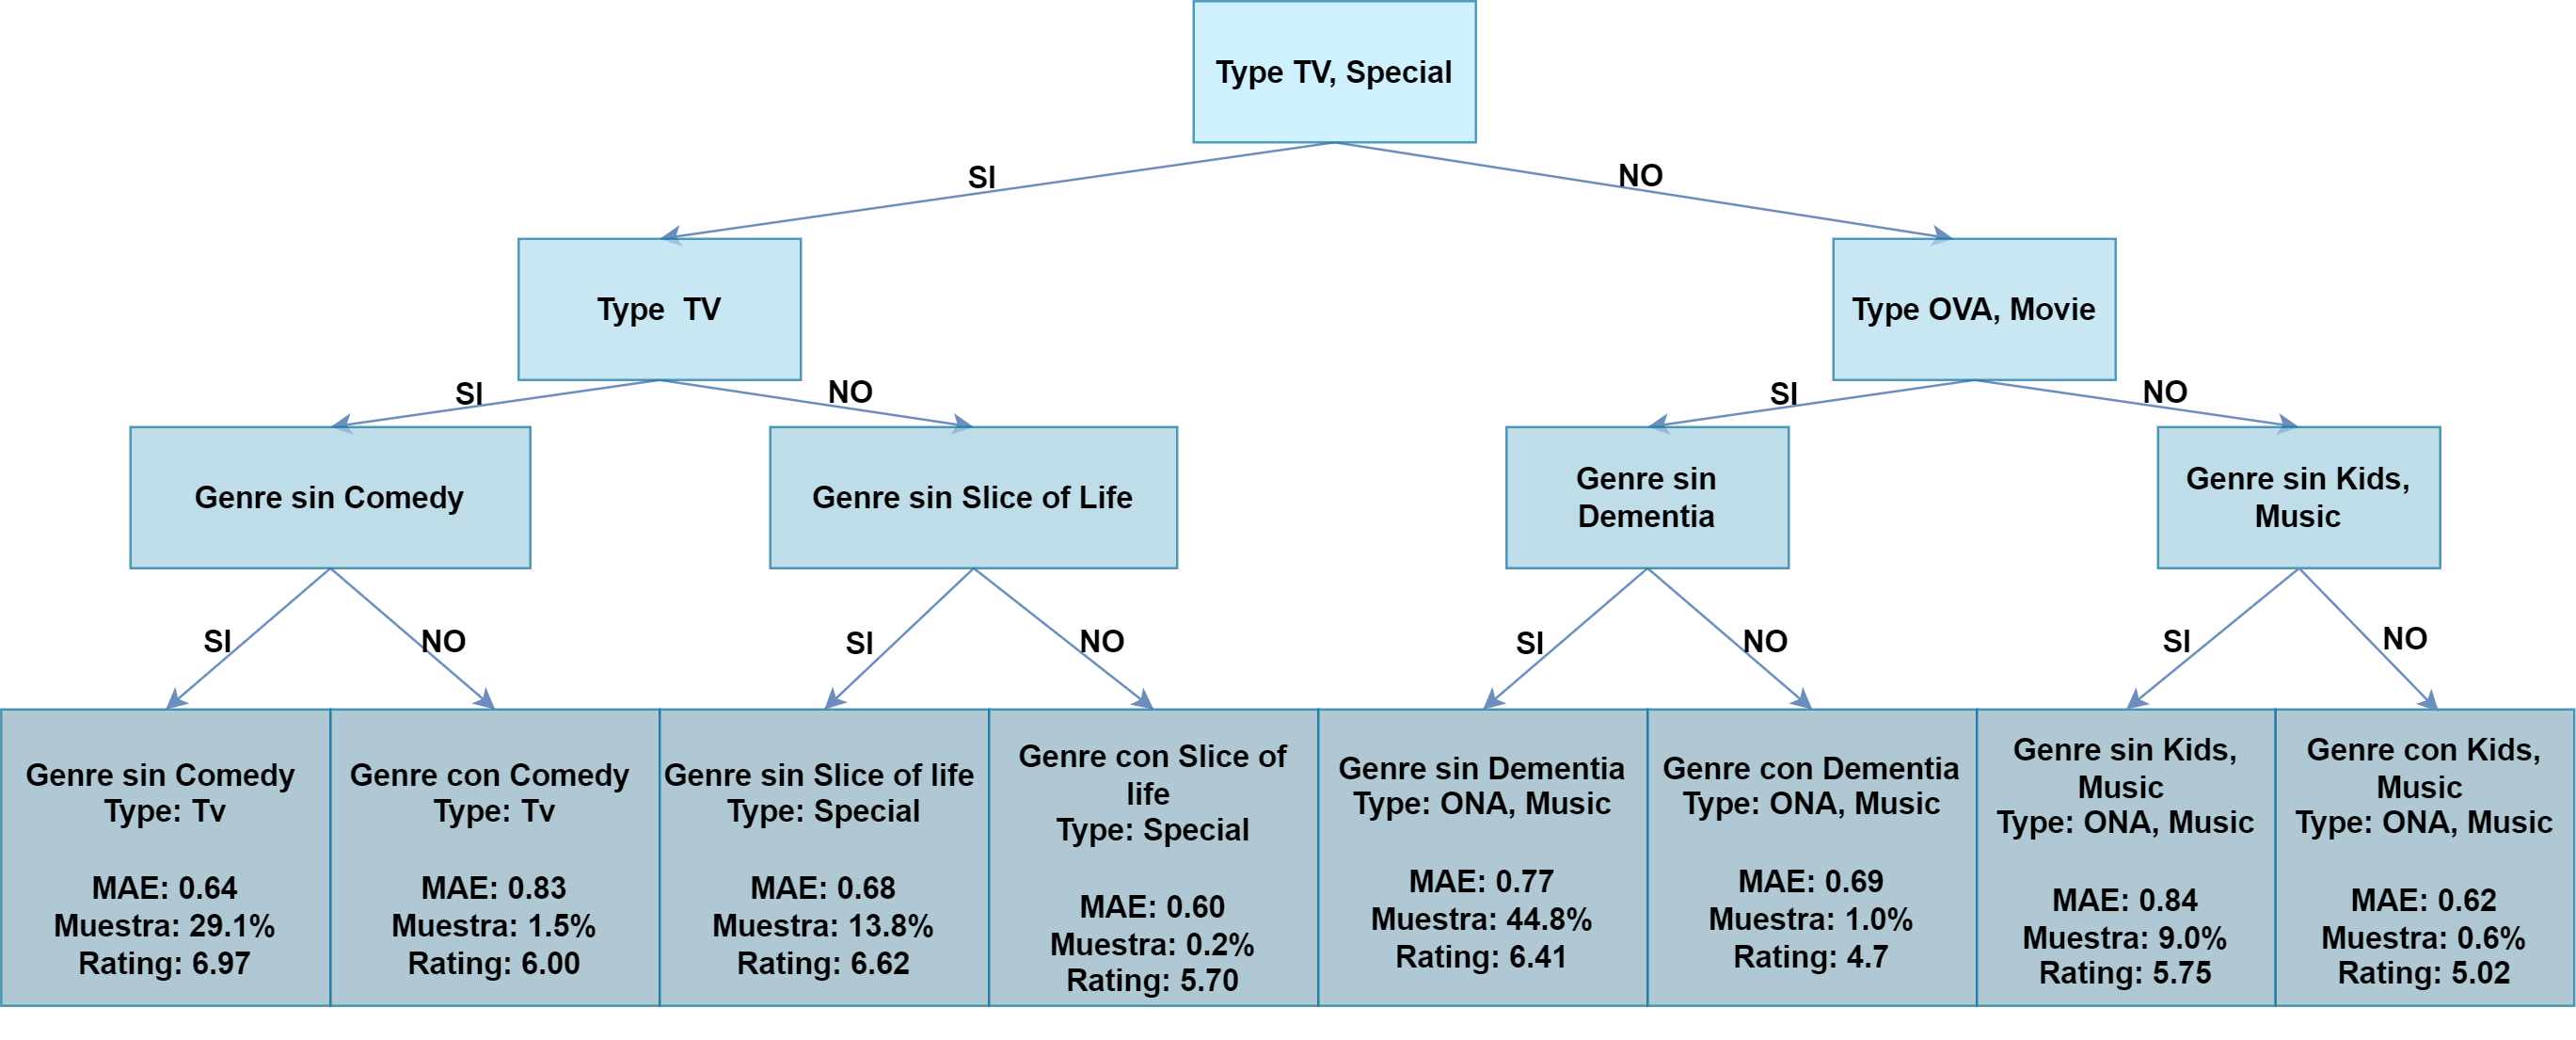 Type TV, Special
SI
NO
Type TV
Type OVA, Movie
SI
NO
SI
NO
Genre sin Comedy
Genre sin Slice of Life
Genre sin
Dementia
Genre sin Kids,
Music
SI
NO
SI
NO
SI
NO
SI
NO
Genre sin Comedy
Type: Tv
MAE: 0.64
Muestra: 29.1%
Rating: 6.97
Genre con Comedy
Type: Tv
MAE: 0.83
Muestra: 1.5%
Rating: 6.00
Genre sin Slice of life
Type: Special
MAE: 0.68
Muestra: 13.8%
Rating: 6.62
Genre con Slice of
life
Type: Special
MAE: 0.60
Muestra: 0.2%
Rating: 5.70
Genre sin Dementia
Type: ONA, Music
MAE: 0.77
Muestra: 44.8%
Rating: 6.41
Genre con Dementia
Type: ONA, Music
MAE: 0.69
Muestra: 1.0%
Rating: 4.7
Genre sin Kids,
Music
Type: ONA, Music
MAE: 0.84
Muestra: 9.0%
Rating: 5.75
Genre con Kids,
Music
Type: ONA, Music
MAE: 0.62
Muestra: 0.6%
Rating: 5.02